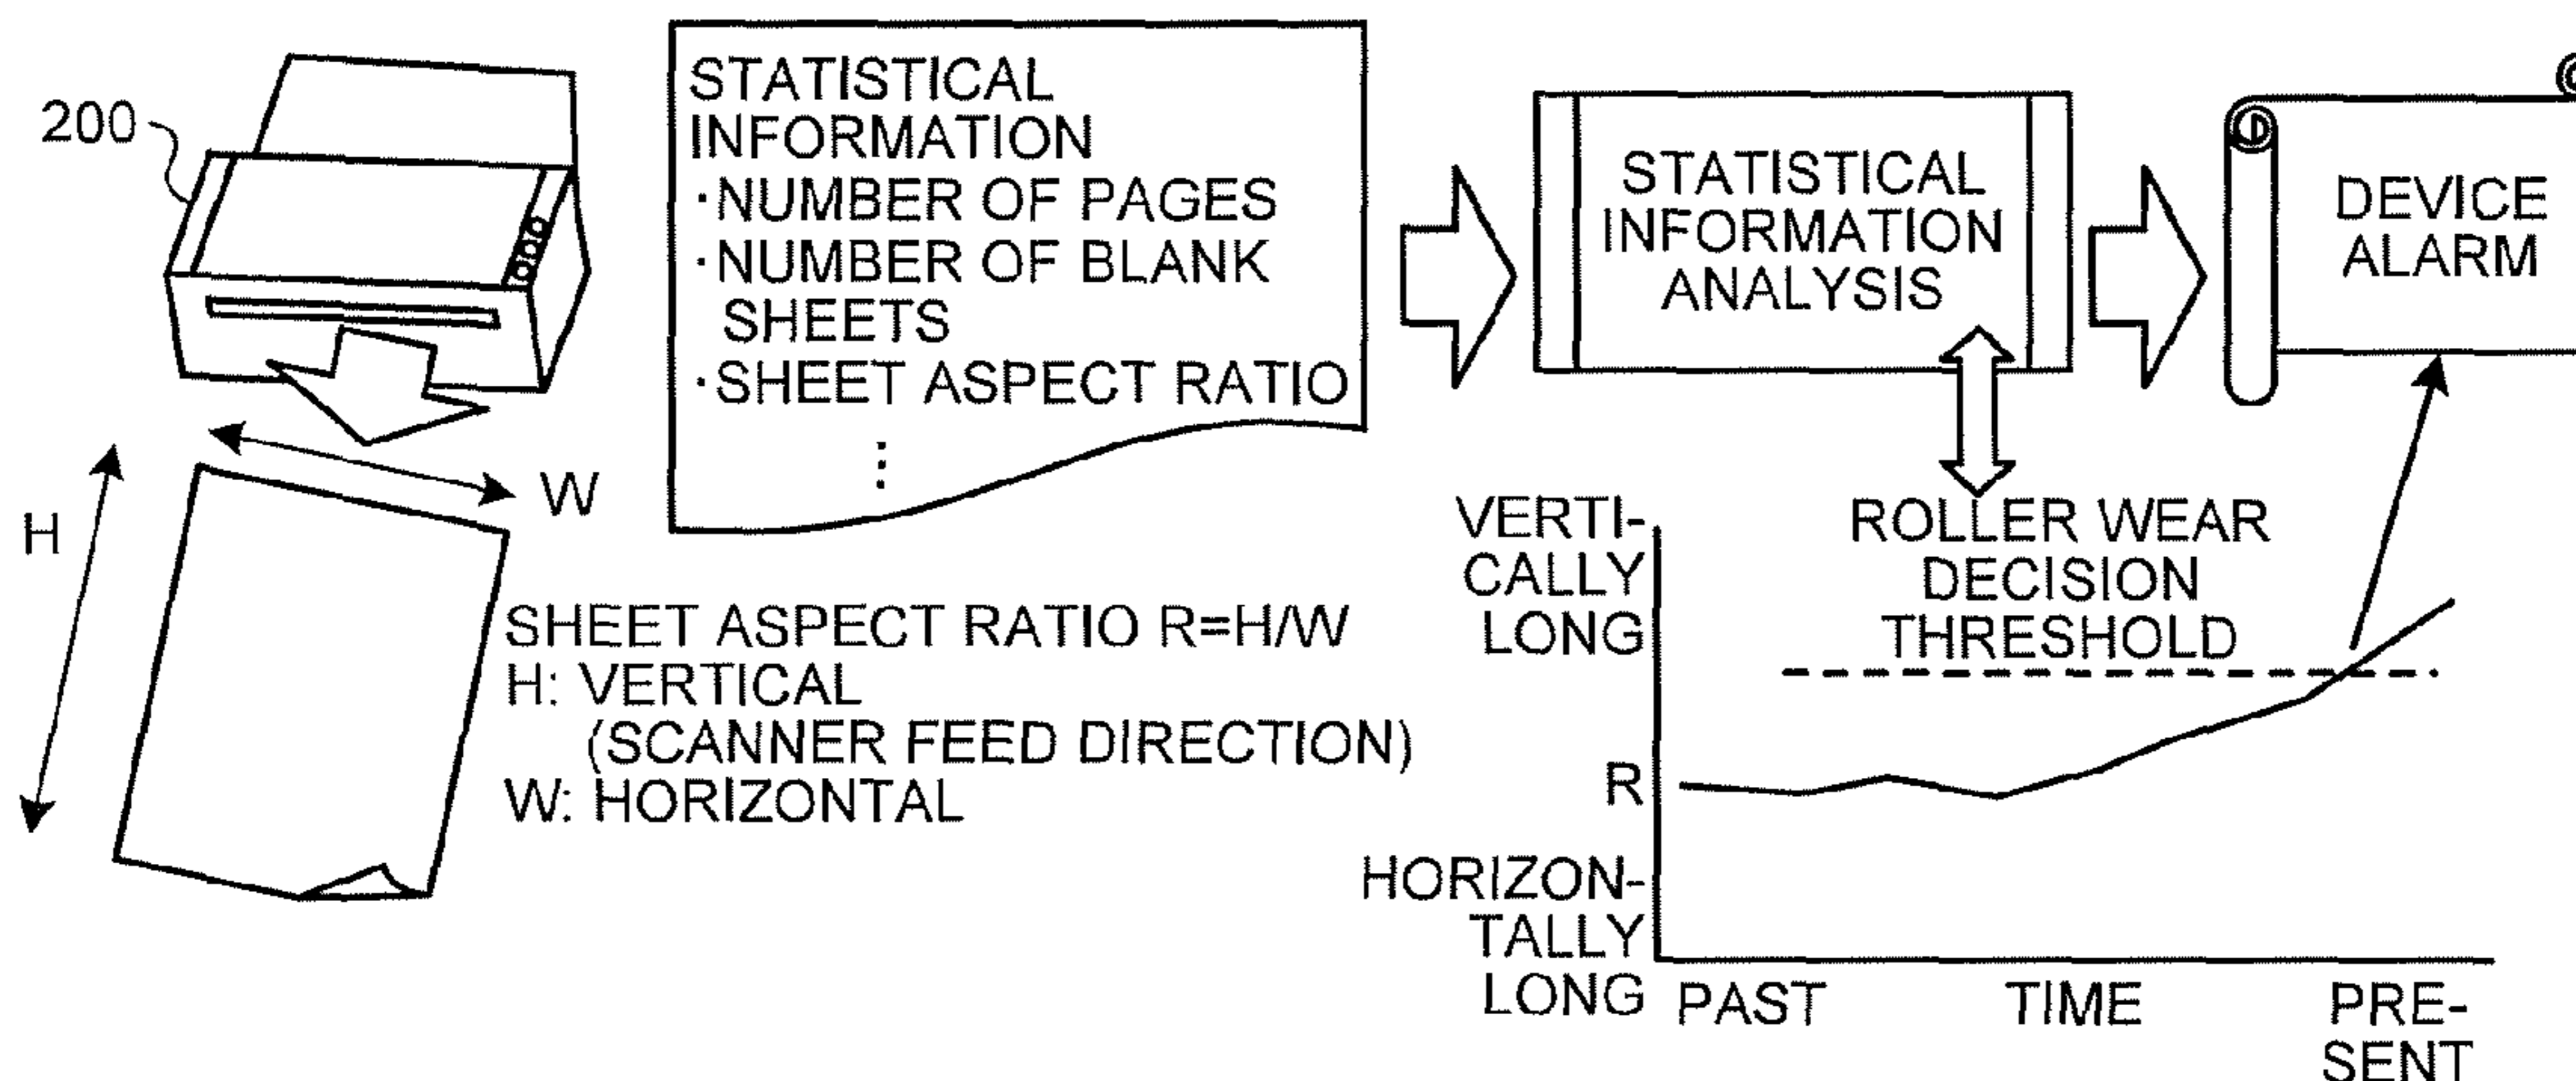 200
STATISTICAL
INFORMATION
·NUMBER OF PAGES
·NUMBER OF BLANK
SHEETS
·SHEET ASPECT RATIO
⋮
STATISTICAL
INFORMATION
ANALYSIS
DEVICE
ALARM
H
W
SHEET ASPECT RATIO R=H/W
H: VERTICAL
(SCANNER FEED DIRECTION)
W: HORIZONTAL
VERTI-
CALLY
LONG
R
HORIZON-
TALLY
LONG
ROLLER WEAR
DECISION
THRESHOLD
PAST
TIME
PRE-
SENT